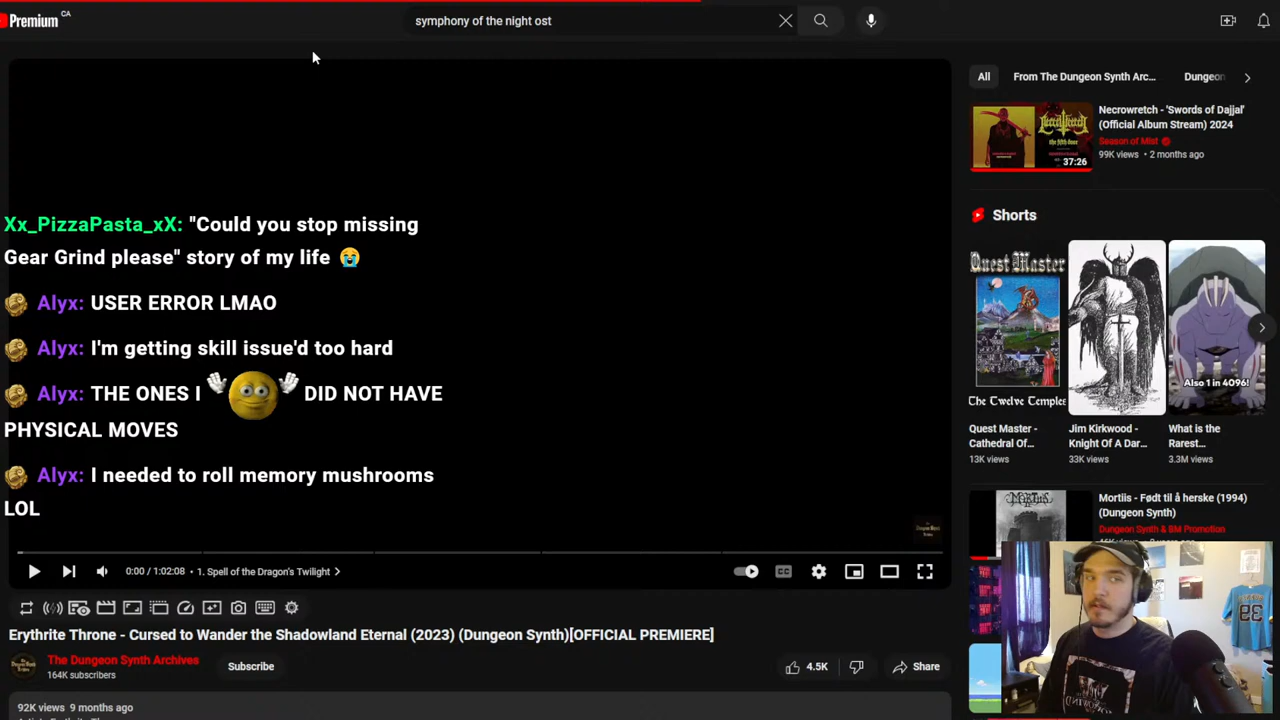 Premium CA
symphony of the night ost
All
From The Dungeon Synth Arc...
Dungeon
Necrowretch - 'Swords of Dajjal'
(Official Album Stream) 2024
Season of Mist
99K views • 2 months ago
37:26
Shorts
Xx_PizzaPasta_xX: "Could you stop missing
Gear Grind please" story of my life 😭
Alyx: USER ERROR LMAO
Alyx: I'm getting skill issue'd too hard
Alyx: THE ONES I DID NOT HAVE
PHYSICAL MOVES
Alyx: I needed to roll memory mushrooms
LOL
Quest Master
The Twelve Temples
Also 1 in 4096!
Quest Master -
Cathedral Of...
13K views
Jim Kirkwood -
Knight Of A Dar...
33K views
What is the
Rarest...
3.3M views
Mortiis - Født til å herske (1994)
(Dungeon Synth)
Dungeon Synth & BM Promotion
0:00 / 1:02:08 • 1. Spell of the Dragon's Twilight
CC
Erythrite Throne - Cursed to Wander the Shadowland Eternal (2023) (Dungeon Synth)[OFFICIAL PREMIERE]
The Dungeon Synth Archives
164K subscribers
Subscribe
4.5K
Share
92K views 9 months ago